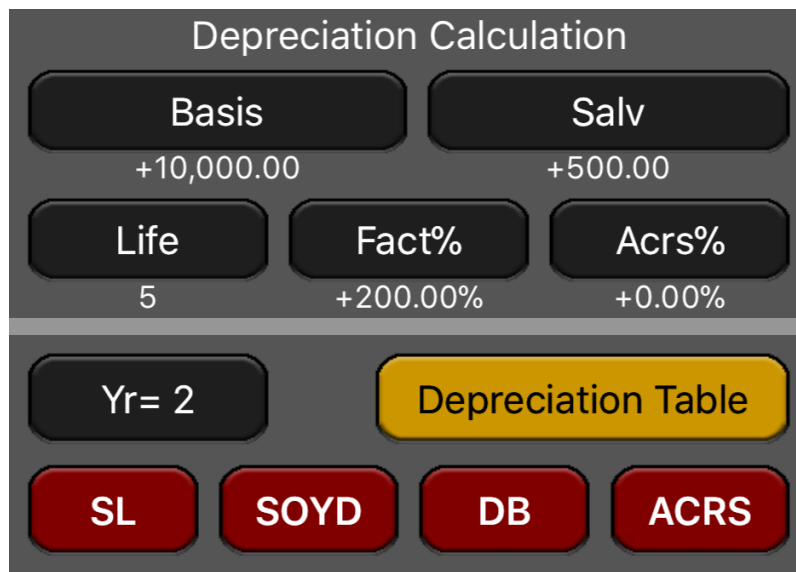 Depreciation Calculation
Basis Salv
+10,000.00 +500.00
Life Fact% Acrs%
5 +200.00% +0.00%
Yr= 2 Depreciation Table
SL SOYD DB ACRS